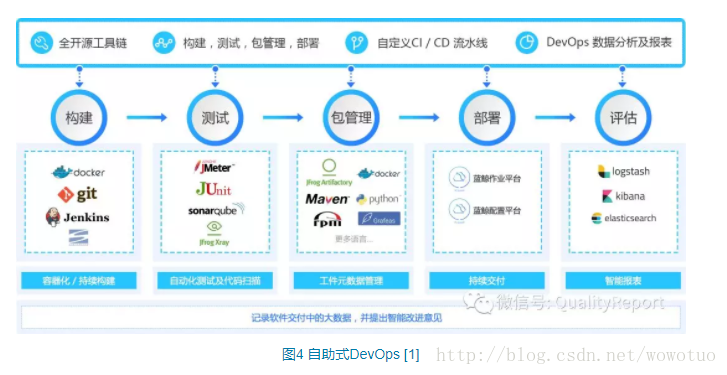 全开源工具链
构建，测试，包管理，部署
自定义CI / CD 流水线
DevOps 数据分析及报表
构建
测试
包管理
部署
评估
docker
git
Jenkins
JMeter
JUnit
sonarqube
JFrog Xray
JFrog Artifactory
docker
Maven
python
rpm
Grafeas
更多语言...
蓝鲸作业平台
蓝鲸配置平台
logstash
kibana
elasticsearch
容器化 / 持续构建
自动化测试及代码扫描
工件元数据管理
持续交付
智能报表
微信号: QualityReport
记录软件交付中的大数据，并提出智能改进意见
图4 自助式DevOps [1]
http://blog.csdn.net/wowotuo